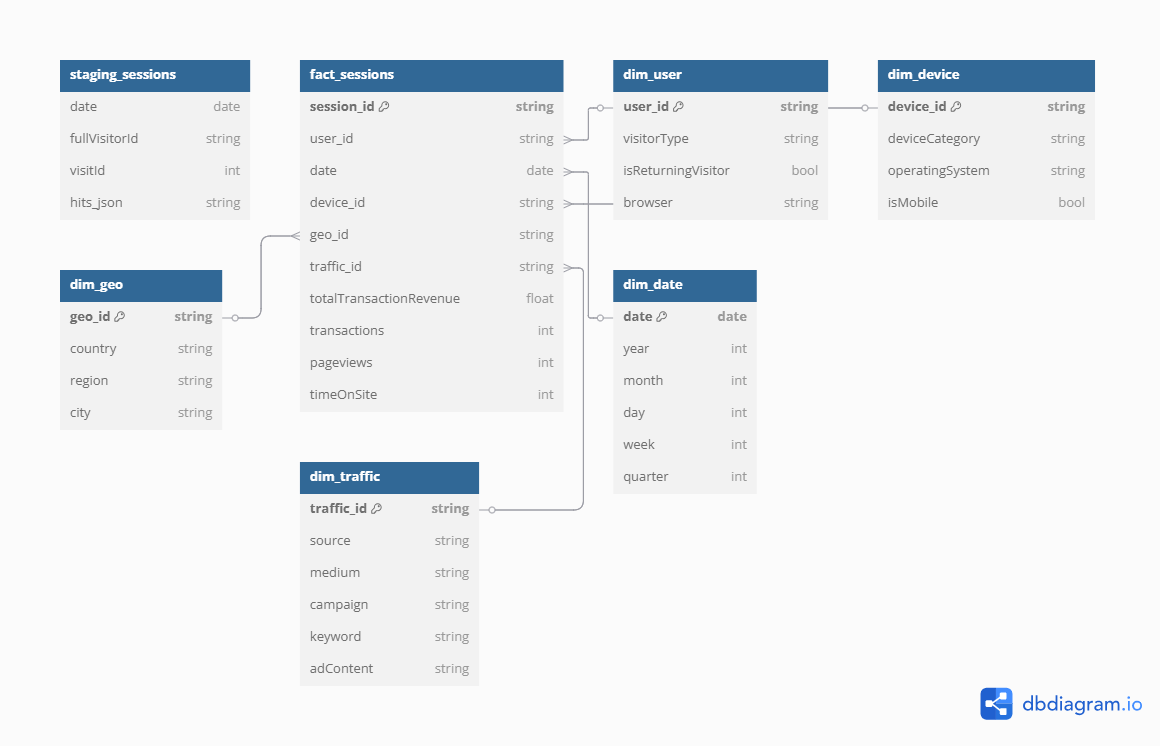 staging_sessions
date date
fullVisitorId string
visitId int
hits_json string
fact_sessions
session_id string
user_id string
date date
device_id string
geo_id string
traffic_id string
totalTransactionRevenue float
transactions int
pageviews int
timeOnSite int
dim_user
user_id string
visitorType string
isReturningVisitor bool
browser string
dim_device
device_id string
deviceCategory string
operatingSystem string
isMobile bool
dim_geo
geo_id string
country string
region string
city string
dim_date
date date
year int
month int
day int
week int
quarter int
dim_traffic
traffic_id string
source string
medium string
campaign string
keyword string
adContent string
dbdiagram.io